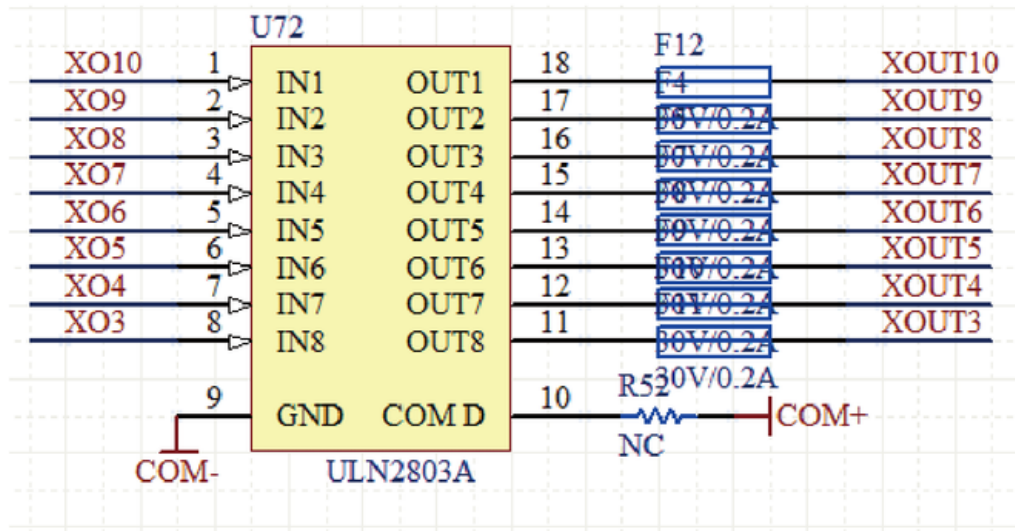 U72
F12
XO10 1 IN1 OUT1 18 XOUT10
F4
XO9 2 IN2 OUT2 17 XOUT9
XO8 3 IN3 OUT3 16 XOUT8
XO7 4 IN4 OUT4 15 XOUT7
XO6 5 IN5 OUT5 14 XOUT6
XO5 6 IN6 OUT6 13 XOUT5
XO4 7 IN7 OUT7 12 XOUT4
XO3 8 IN8 OUT8 11 XOUT3
30V/0.2A
R52
9 GND COM D 10 COM+
NC
COM-
ULN2803A